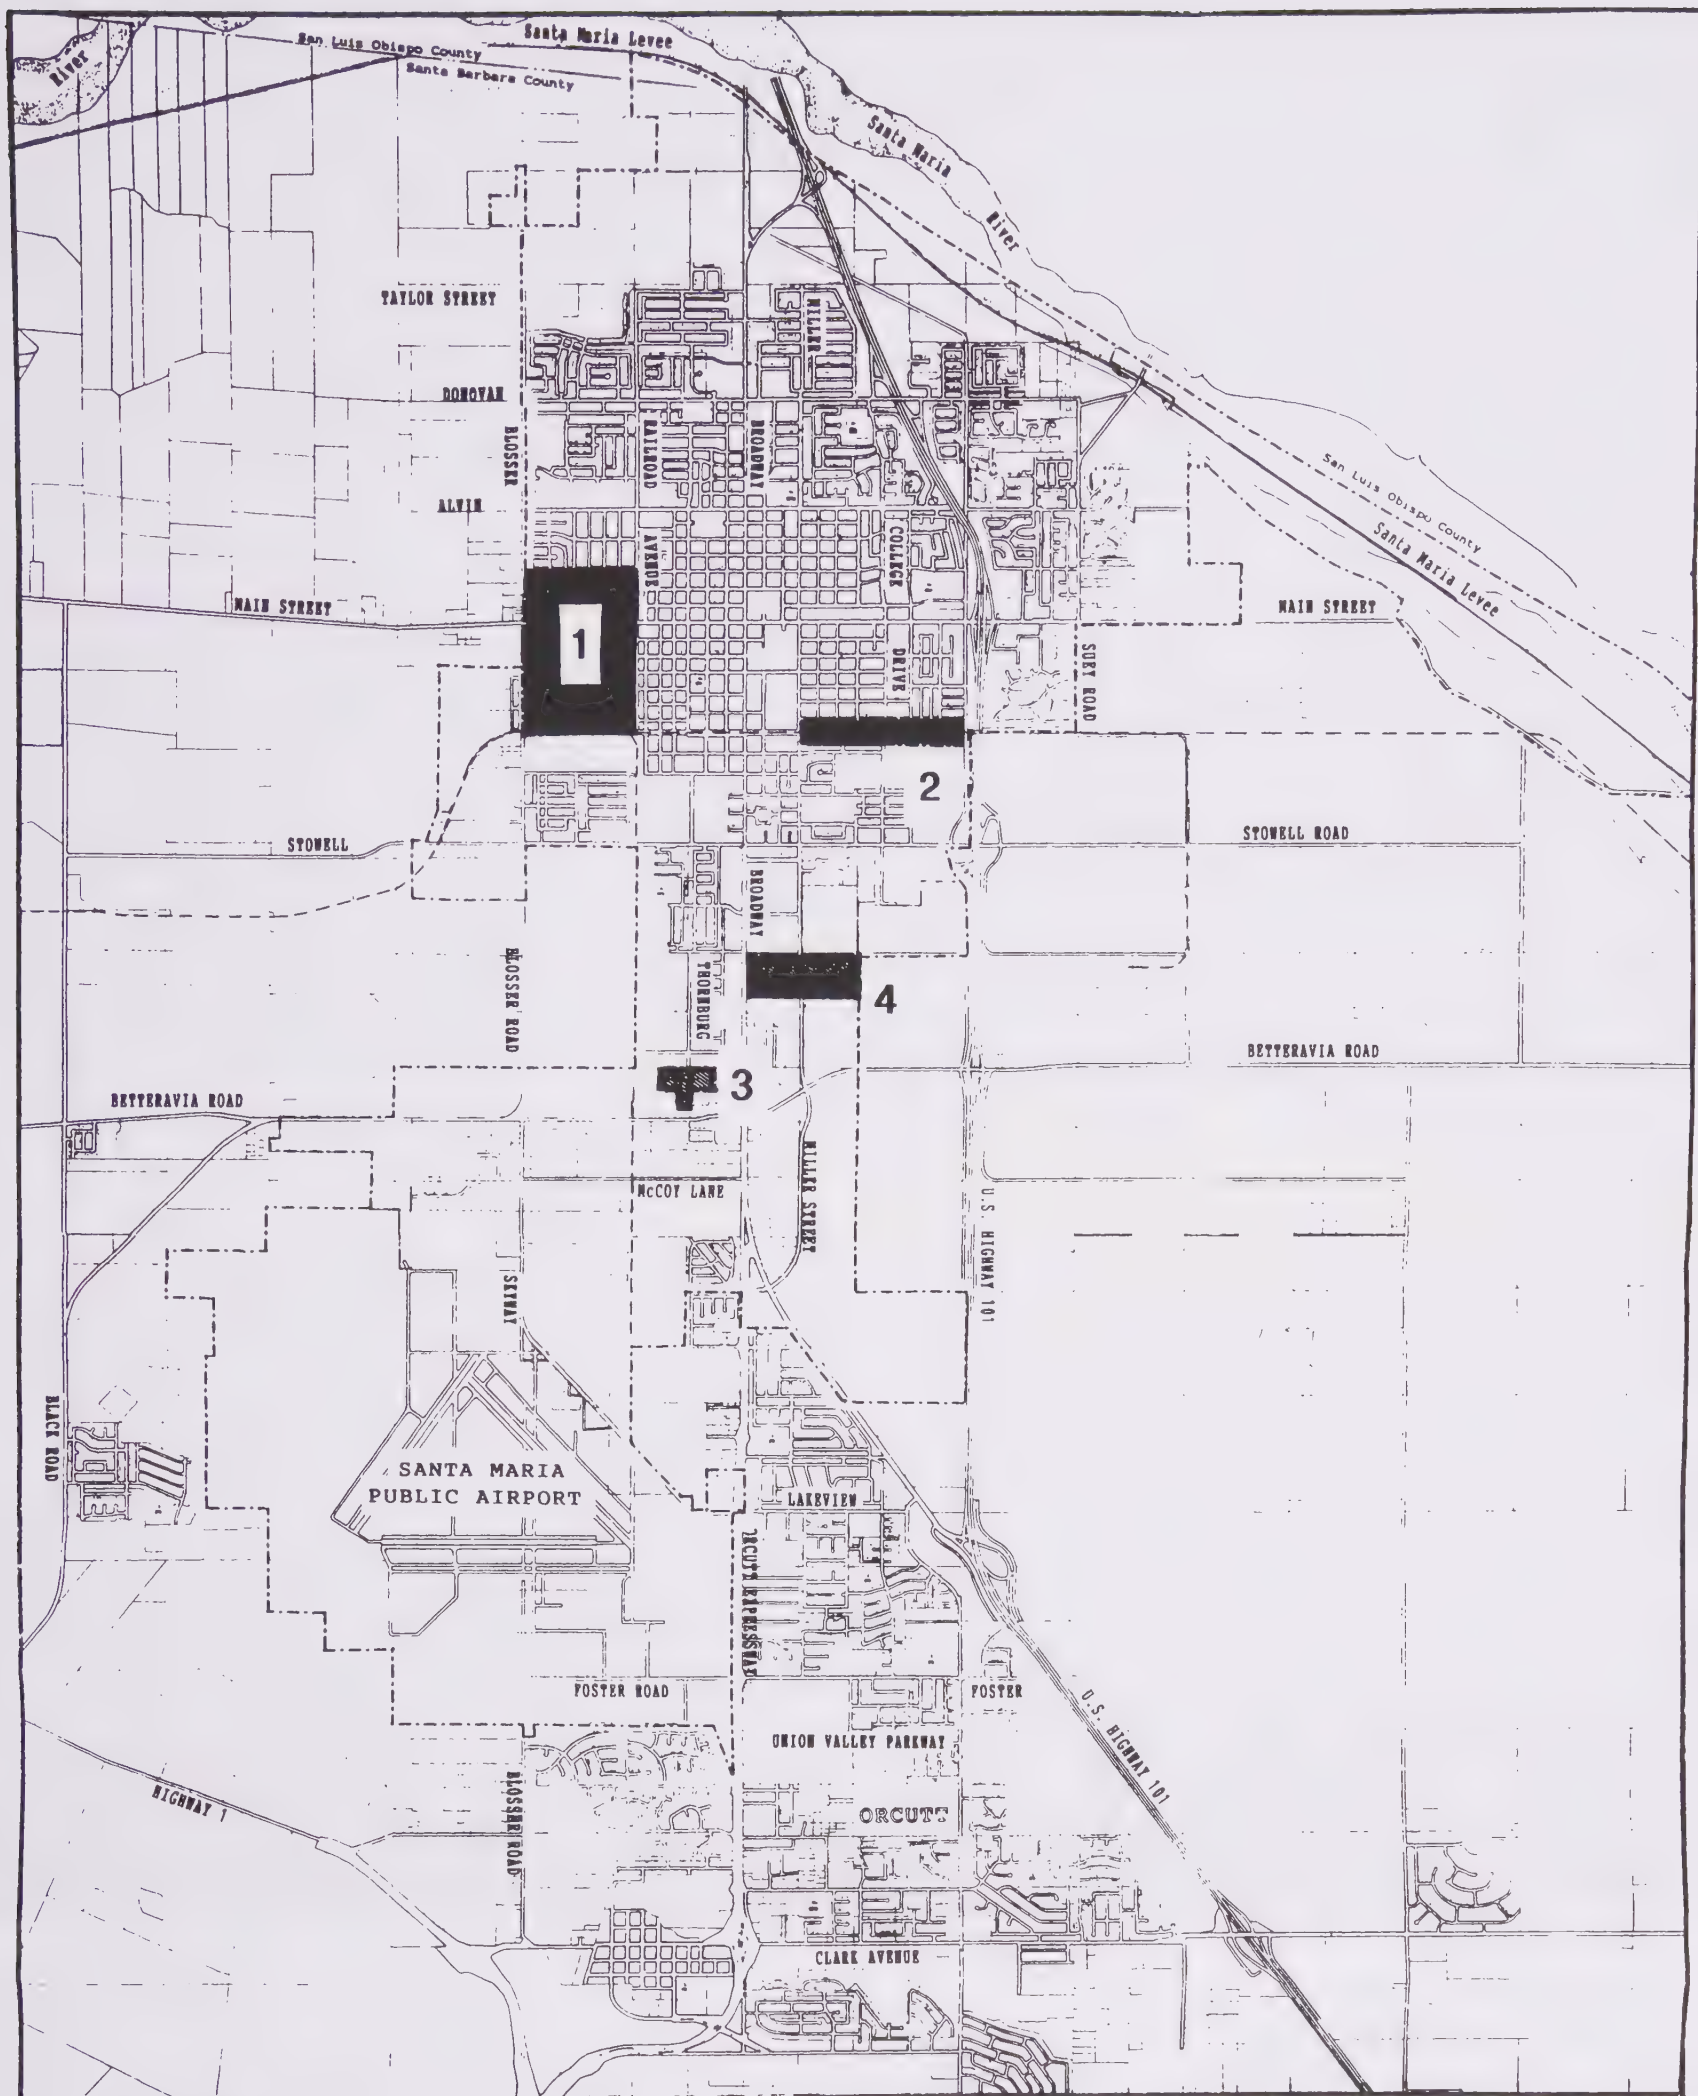 Santa Maria Levee
San Luis Obispo County
Santa Barbara County
River
Santa Maria
River
TAYLOR STREET
MILLER
DONOVAN
BLOSSER
RAILROAD
BROADWAY
San Luis Obispo County
ALVIN
AVENUE
COLLEGE
Santa Maria Levee
MAIN STREET
MAIN STREET
1
DRIVE
SUEY ROAD
2
STOWELL
STOWELL ROAD
BROADWAY
BLOSSER ROAD
THORNBURG
4
BETTERAVIA ROAD
3
BETTERAVIA ROAD
MILLER STREET
McCOY LANE
U.S. HIGHWAY 101
SKYWAY
BLACK ROAD
SANTA MARIA
PUBLIC AIRPORT
LAKEVIEW
ORCUTT EXPRESSWAY
FOSTER ROAD
FOSTER
U.S. HIGHWAY 101
UNION VALLEY PARKWAY
HIGHWAY 1
BLOSSER ROAD
ORCUTT
CLARK AVENUE